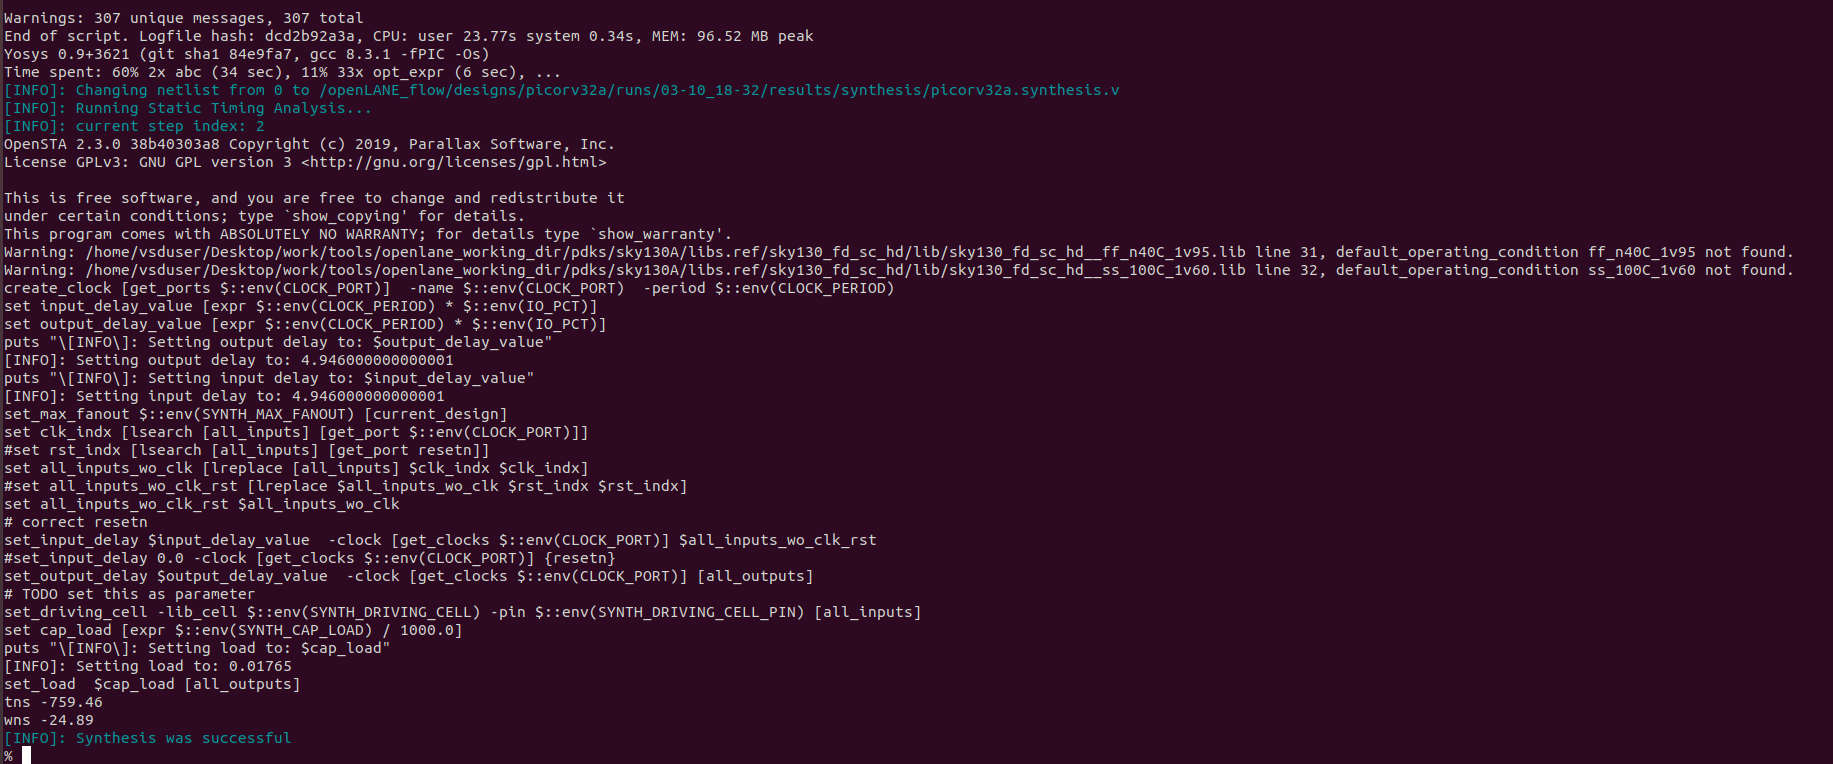 Warnings: 307 unique messages, 307 total
End of script. Logfile hash: dcd2b92a3a, CPU: user 23.77s system 0.34s, MEM: 96.52 MB peak
Yosys 0.9+3621 (git sha1 84e9fa7, gcc 8.3.1 -fPIC -Os)
Time spent: 60% 2x abc (34 sec), 11% 33x opt_expr (6 sec), ...
[INFO]: Changing netlist from 0 to /openLANE_flow/designs/picorv32a/runs/03-10_18-32/results/synthesis/picorv32a.synthesis.v
[INFO]: Running Static Timing Analysis...
[INFO]: current step index: 2
OpenSTA 2.3.0 38b40303a8 Copyright (c) 2019, Parallax Software, Inc.
License GPLv3: GNU GPL version 3 <http://gnu.org/licenses/gpl.html>

This is free software, and you are free to change and redistribute it
under certain conditions; type `show_copying' for details.
This program comes with ABSOLUTELY NO WARRANTY; for details type `show_warranty'.
Warning: /home/vsduser/Desktop/work/tools/openlane_working_dir/pdks/sky130A/libs.ref/sky130_fd_sc_hd/lib/sky130_fd_sc_hd__ff_n40C_1v95.lib line 31, default_operating_condition ff_n40C_1v95 not found.
Warning: /home/vsduser/Desktop/work/tools/openlane_working_dir/pdks/sky130A/libs.ref/sky130_fd_sc_hd/lib/sky130_fd_sc_hd__ss_100C_1v60.lib line 32, default_operating_condition ss_100C_1v60 not found.
create_clock [get_ports $::env(CLOCK_PORT)]  -name $::env(CLOCK_PORT)  -period $::env(CLOCK_PERIOD)
set input_delay_value [expr $::env(CLOCK_PERIOD) * $::env(IO_PCT)]
set output_delay_value [expr $::env(CLOCK_PERIOD) * $::env(IO_PCT)]
puts "\[INFO\]: Setting output delay to: $output_delay_value"
[INFO]: Setting output delay to: 4.946000000000001
puts "\[INFO\]: Setting input delay to: $input_delay_value"
[INFO]: Setting input delay to: 4.946000000000001
set_max_fanout $::env(SYNTH_MAX_FANOUT) [current_design]
set clk_indx [lsearch [all_inputs] [get_port $::env(CLOCK_PORT)]]
#set rst_indx [lsearch [all_inputs] [get_port resetn]]
set all_inputs_wo_clk [lreplace [all_inputs] $clk_indx $clk_indx]
#set all_inputs_wo_clk_rst [lreplace $all_inputs_wo_clk $rst_indx $rst_indx]
set all_inputs_wo_clk_rst $all_inputs_wo_clk
# correct resetn
set_input_delay $input_delay_value  -clock [get_clocks $::env(CLOCK_PORT)] $all_inputs_wo_clk_rst
#set_input_delay 0.0 -clock [get_clocks $::env(CLOCK_PORT)] {resetn}
set_output_delay $output_delay_value  -clock [get_clocks $::env(CLOCK_PORT)] [all_outputs]
# TODO set this as parameter
set_driving_cell -lib_cell $::env(SYNTH_DRIVING_CELL) -pin $::env(SYNTH_DRIVING_CELL_PIN) [all_inputs]
set cap_load [expr $::env(SYNTH_CAP_LOAD) / 1000.0]
puts "\[INFO\]: Setting load to: $cap_load"
[INFO]: Setting load to: 0.01765
set_load  $cap_load [all_outputs]
tns -759.46
wns -24.89
[INFO]: Synthesis was successful
%